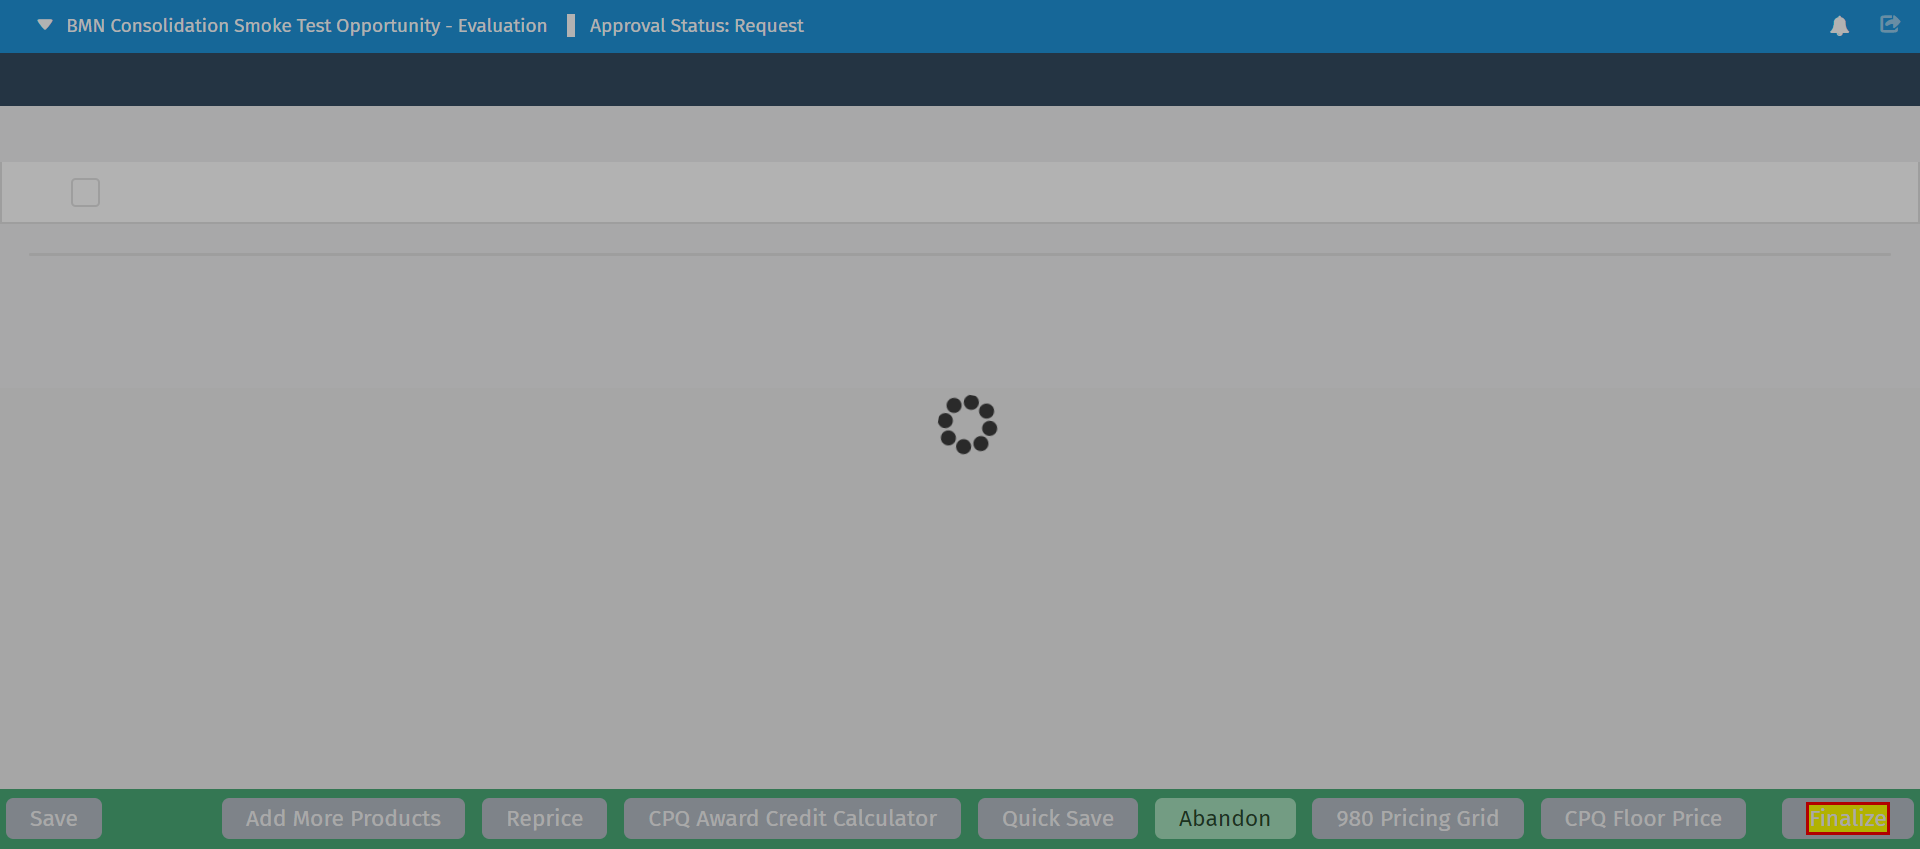 BMN Consolidation Smoke Test Opportunity - Evaluation Approval Status: Request
Save Add More Products Reprice CPQ Award Credit Calculator Quick Save Abandon 980 Pricing Grid CPQ Floor Price Finalize